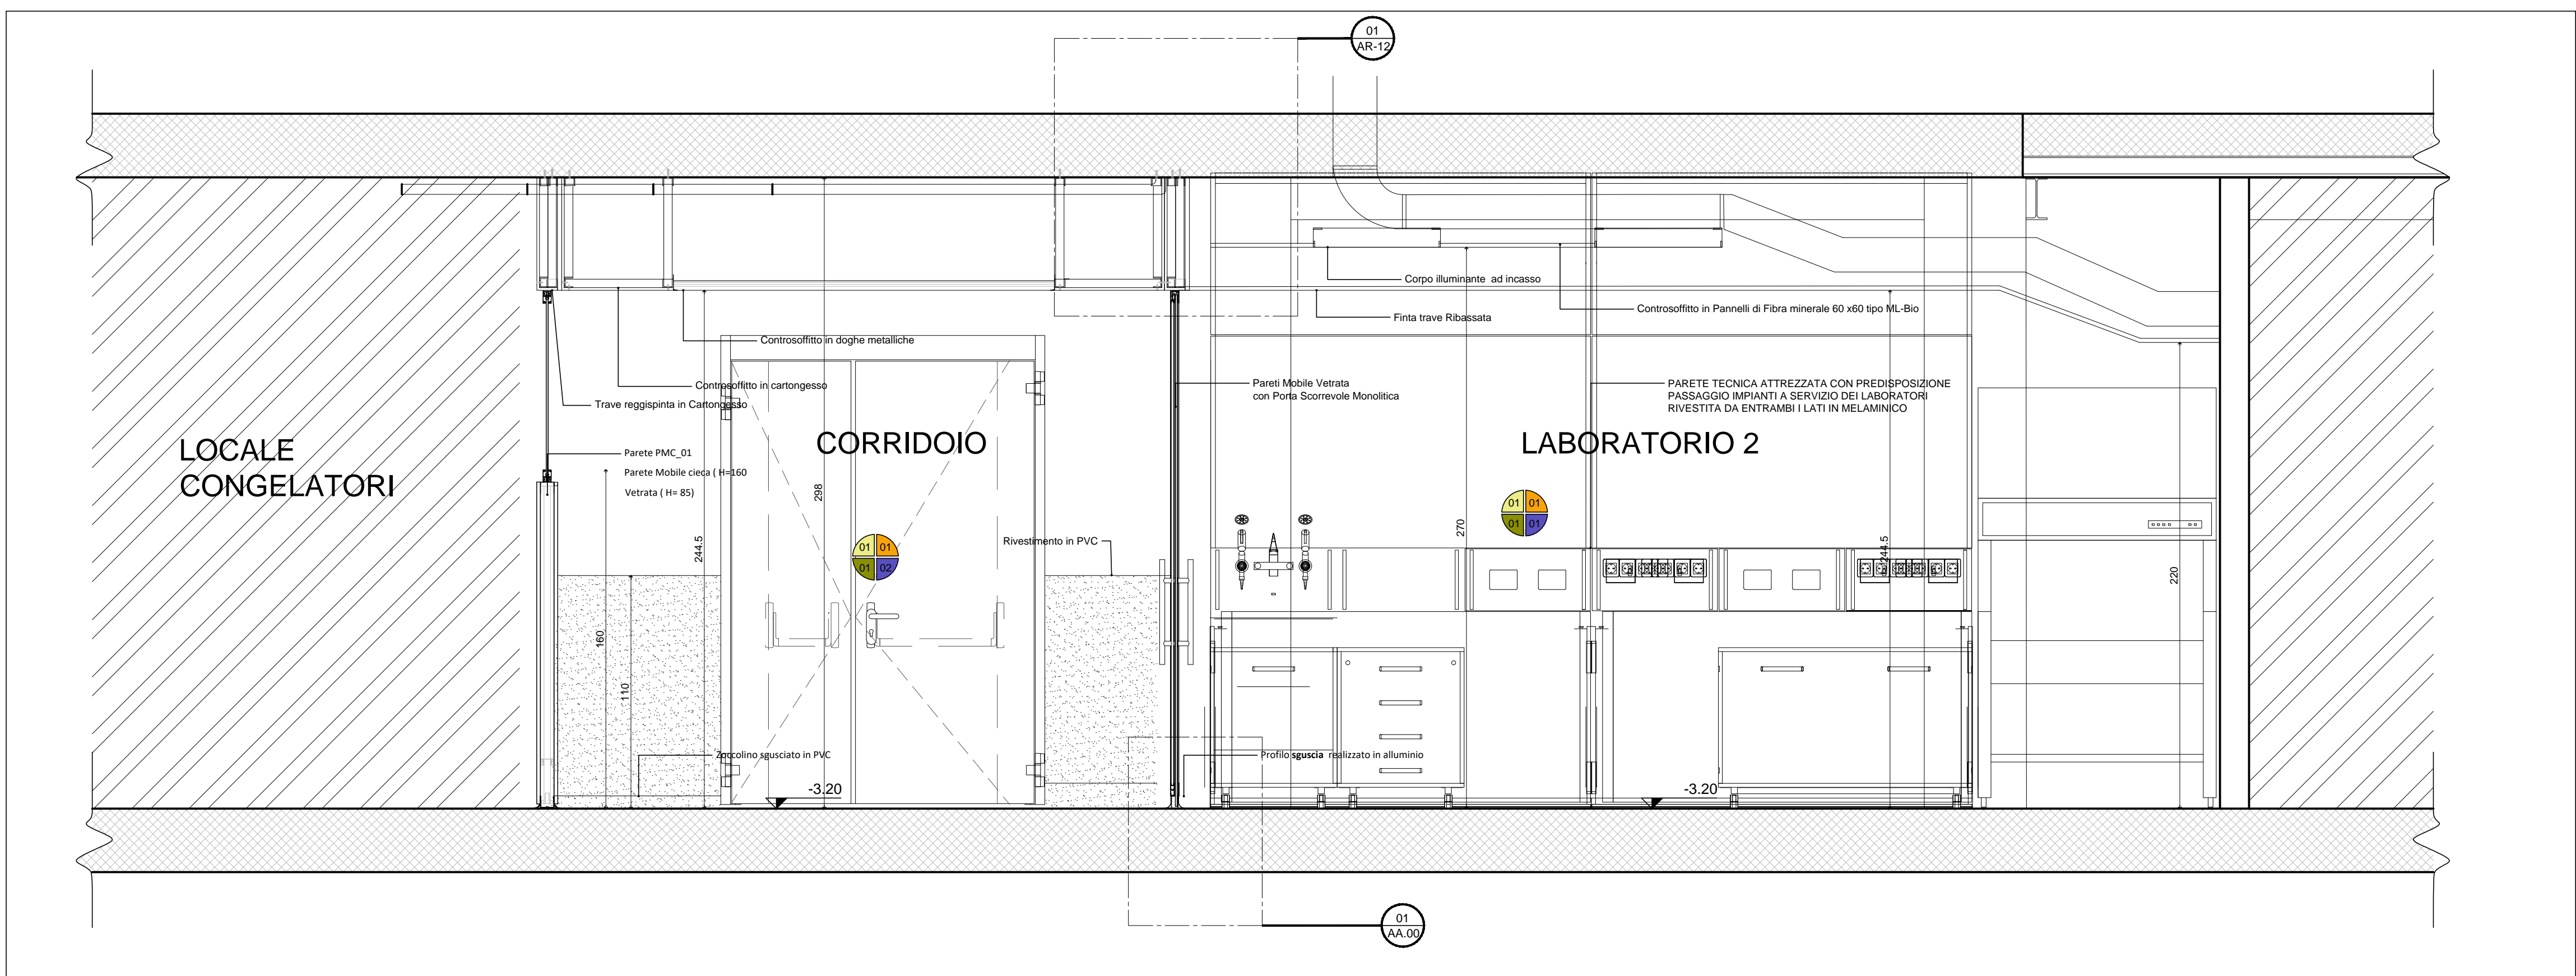 01
AR-12
Corpo illuminante ad incasso
Controsoffitto in Pannelli di Fibra minerale 60 x60 tipo ML-Bio
Finta trave Ribassata
Controsoffitto in doghe metalliche
Controsoffitto in cartongesso
Trave reggispinta in Cartongesso
Pareti Mobile Vetrata
con Porta Scorrevole Monolitica
PARETE TECNICA ATTREZZATA CON PREDISPOSIZIONE
PASSAGGIO IMPIANTI A SERVIZIO DEI LABORATORI
RIVESTITA DA ENTRAMBI I LATI IN MELAMINICO
LOCALE
CONGELATORI
CORRIDOIO
LABORATORIO 2
Parete PMC_01
Parete Mobile cieca ( H=160
Vetrata ( H= 85)
298
244.5
160
110
01 01
01 02
Rivestimento in PVC
270
01 01
01 01
244.5
220
Zoccolino sgusciato in PVC
Profilo sguscia realizzato in alluminio
-3.20
-3.20
01
AA.00